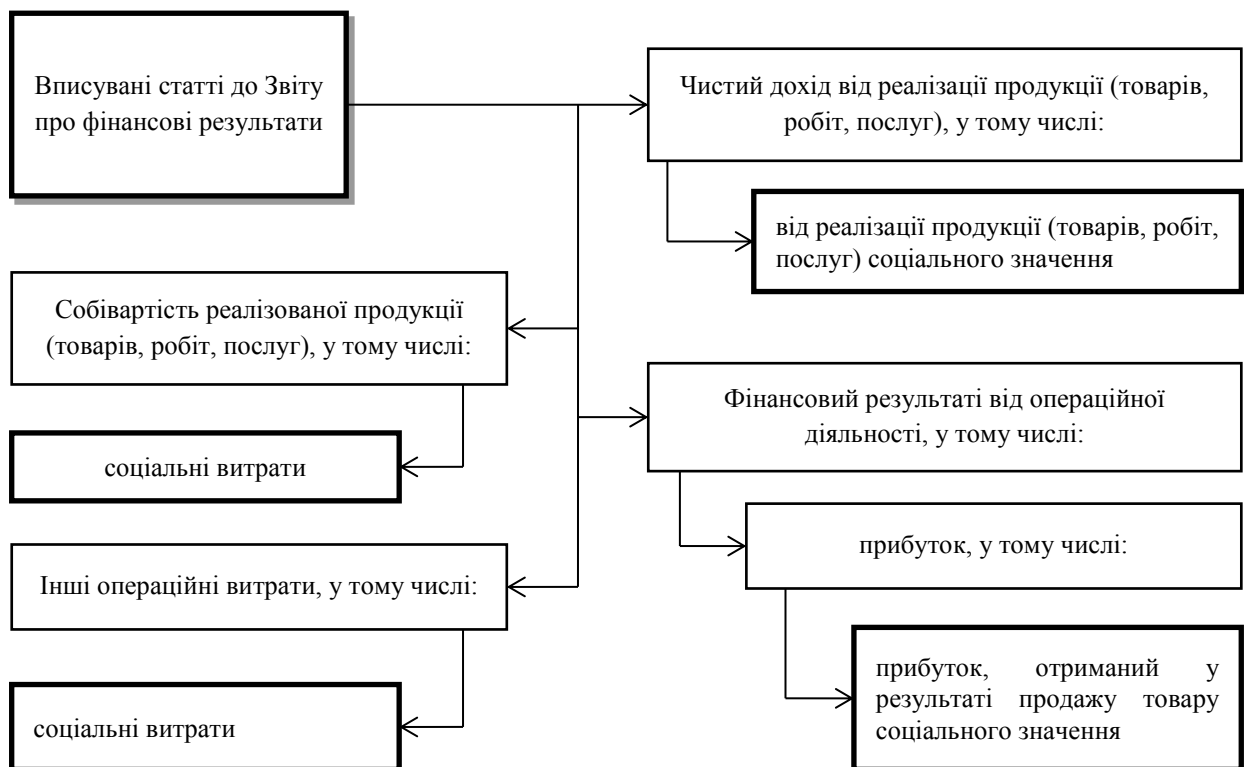 Вписувані статті до Звіту
про фінансові результати
Чистий дохід від реалізації продукції (товарів,
робіт, послуг), у тому числі:
від реалізації продукції (товарів, робіт,
послуг) соціального значення
Собівартість реалізованої продукції
(товарів, робіт, послуг), у тому числі:
соціальні витрати
Фінансовий результаті від операційної
діяльності, у тому числі:
прибуток, у тому числі:
Інші операційні витрати, у тому числі:
прибуток, отриманий у
результаті продажу товару
соціального значення
соціальні витрати